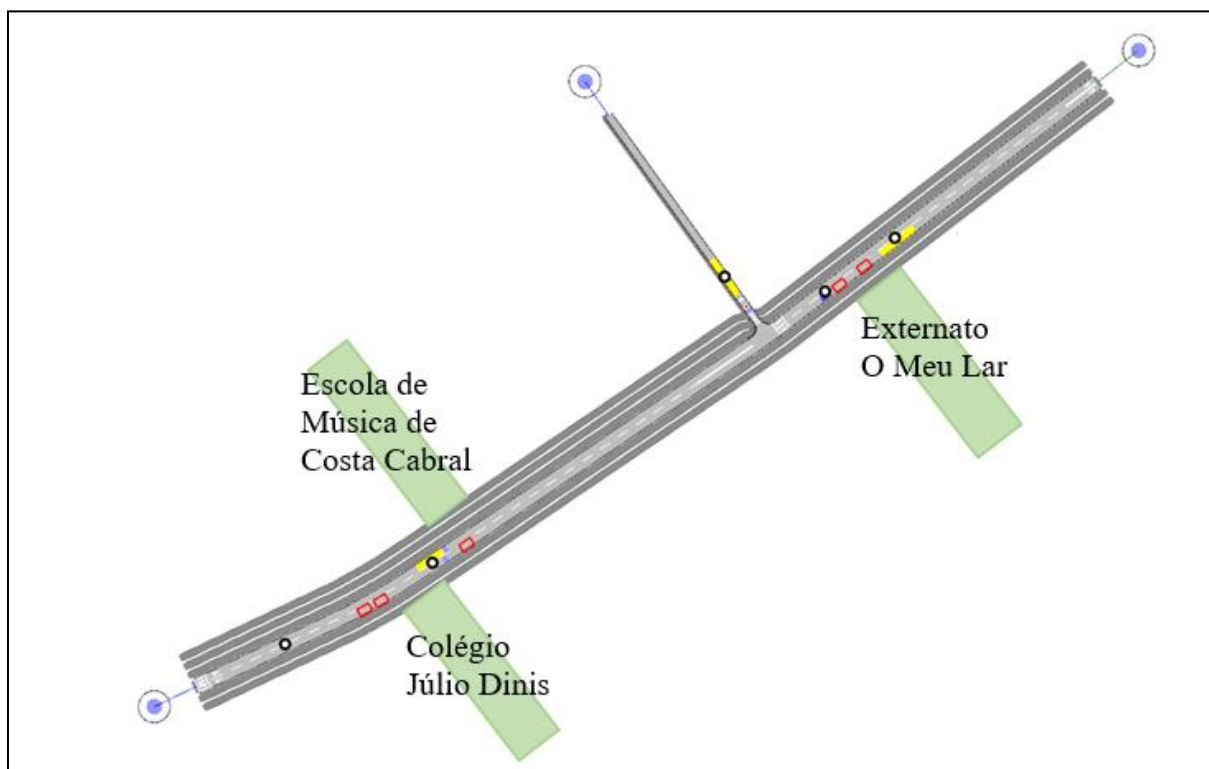 Externato
O Meu Lar
Escola de
Música de
Costa Cabral
Colégio
Júlio Dinis